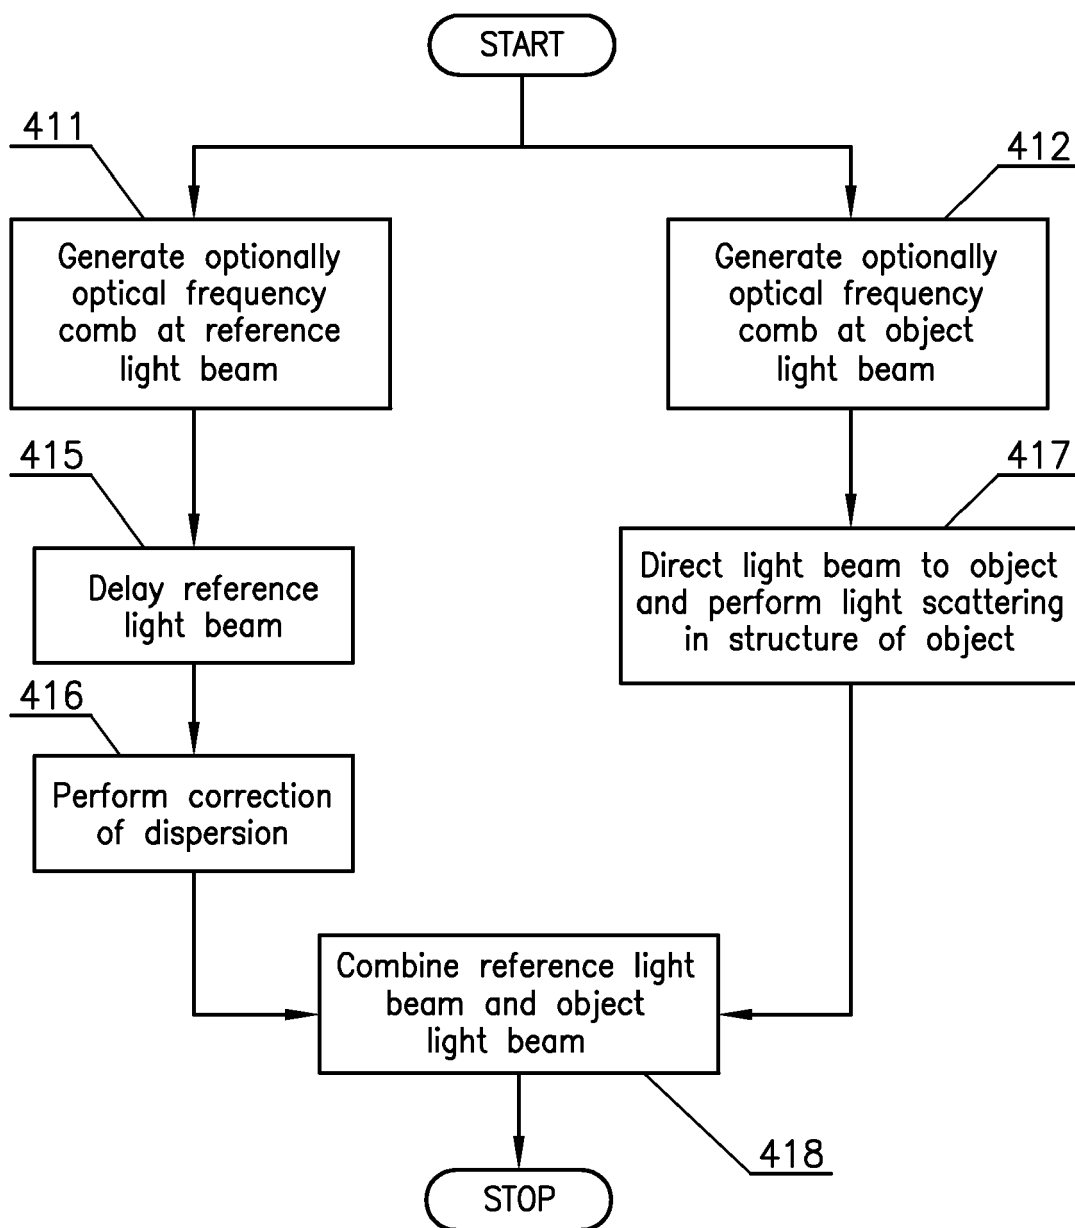 START
411
412
Generate optionally
optical frequency
comb at reference
light beam
Generate optionally
optical frequency
comb at object
light beam
415
417
Delay reference
light beam
Direct light beam to object
and perform light scattering
in structure of object
416
Perform correction
of dispersion
Combine reference light
beam and object
light beam
418
STOP